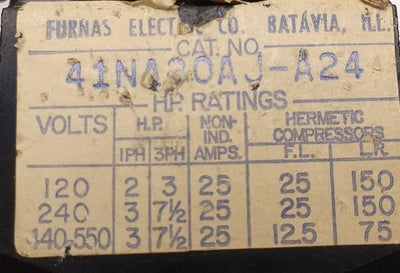 FURNAS ELECTRIC CO. BATAVIA, ILL.
CAT. NO.
41NA30AJ-A24
H.P. RATINGS
VOLTS H.P. NON-IND. AMPS. HERMETIC COMPRESSORS
1PH 3PH F.L. L.R.
120 2 3 25 25 150
240 3 7½ 25 25 150
440-550 3 7½ 25 12.5 75